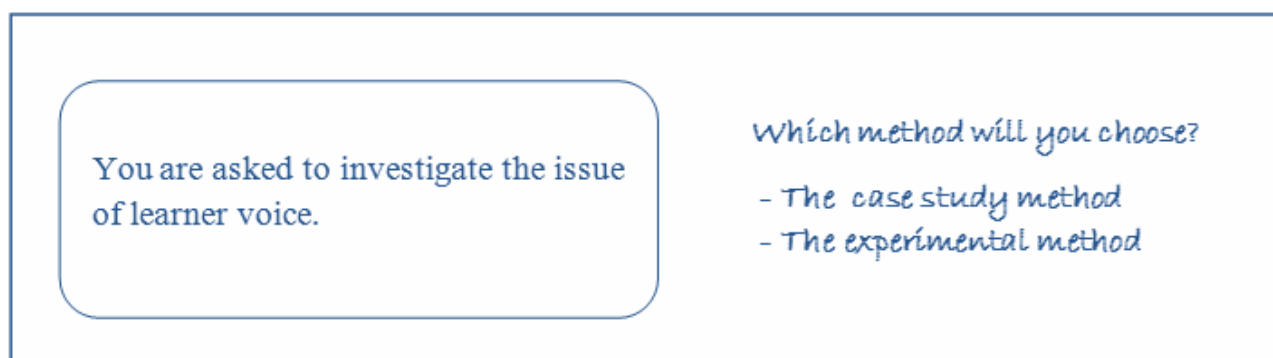 You are asked to investigate the issue
of learner voice.
Which method will you choose?
- The case study method
- The experimental method